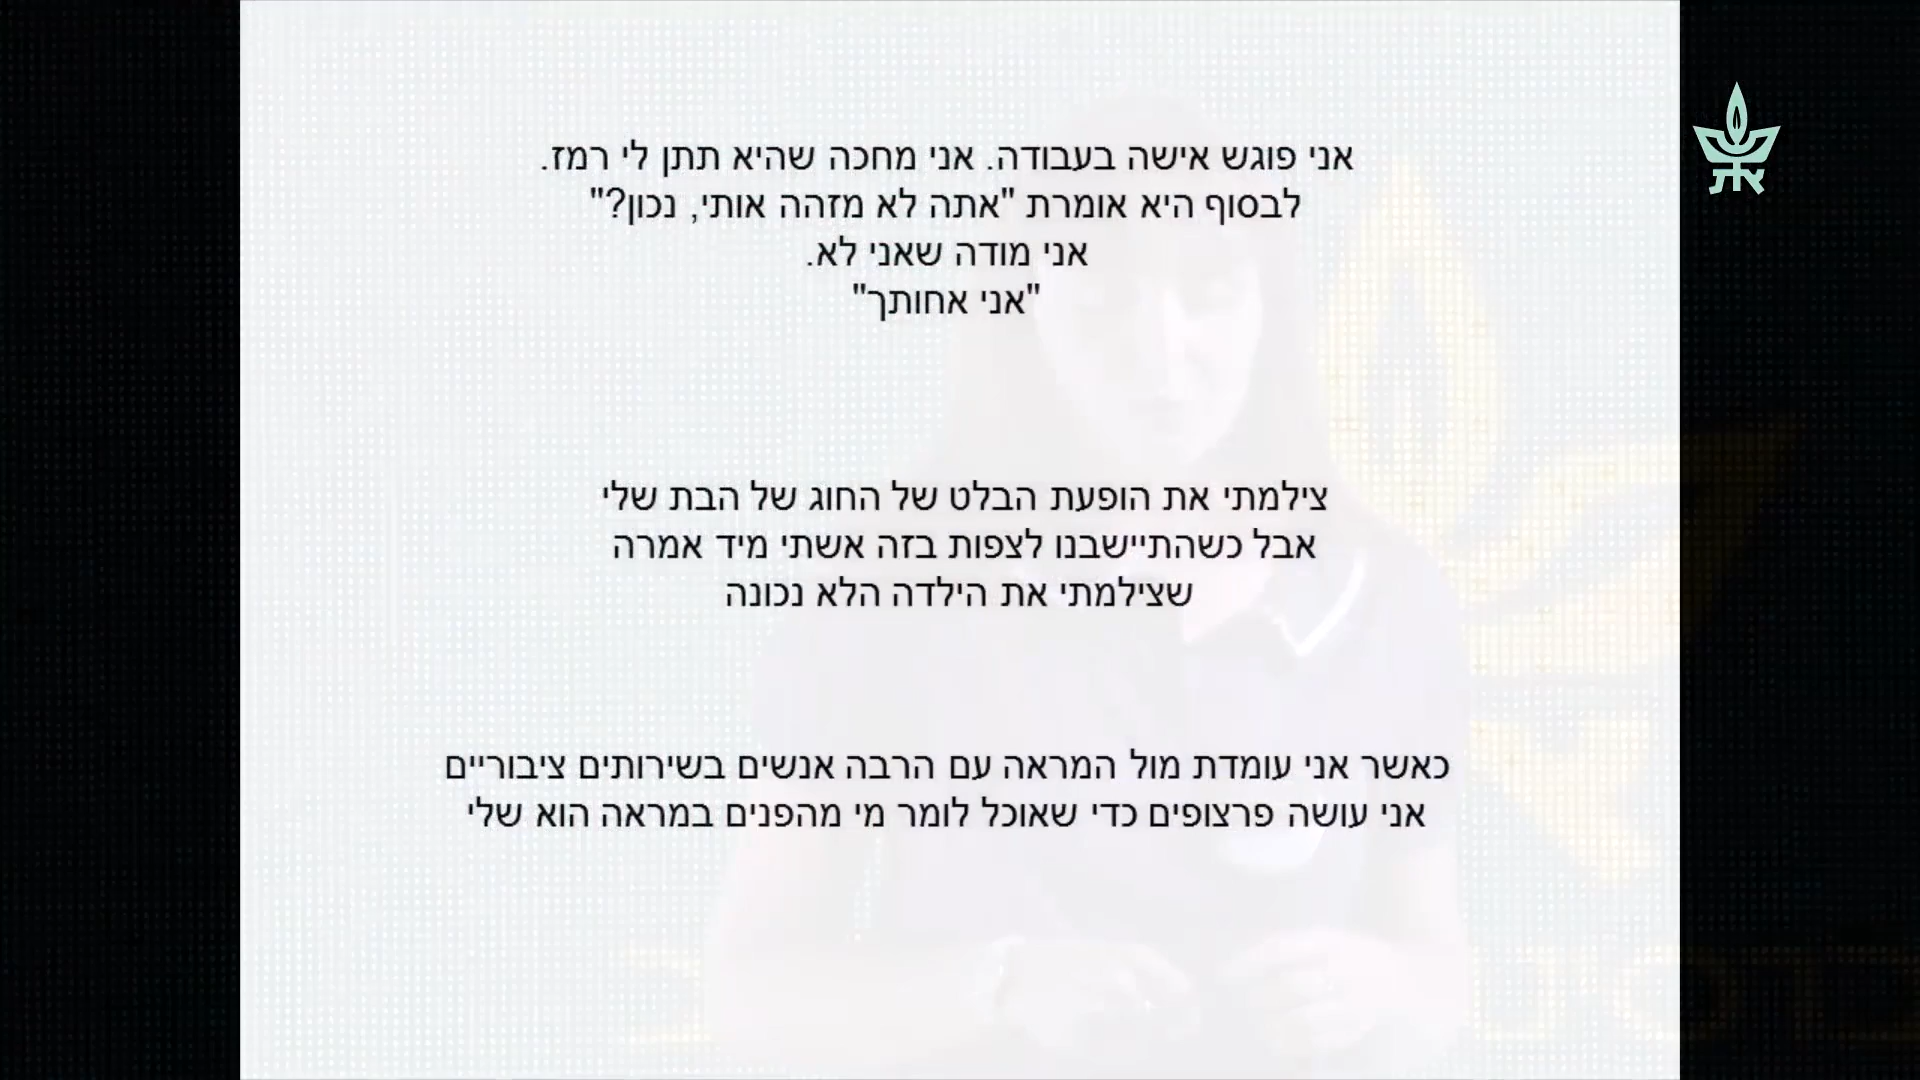 אני פוגש אישה בעבודה. אני מחכה שהיא תתן לי רמז.
לבסוף היא אומרת "אתה לא מזהה אותי, נכון?"
אני מודה שאני לא.
"אני אחותך"
צילמתי את הופעת הבלט של החוג של הבת שלי
אבל כשהתיישבנו לצפות בזה אשתי מיד אמרה
שצילמתי את הילדה הלא נכונה
כאשר אני עומדת מול המראה עם הרבה אנשים בשירותים ציבוריים
אני עושה פרצופים כדי שאוכל לומר מי מהפנים במראה הוא שלי